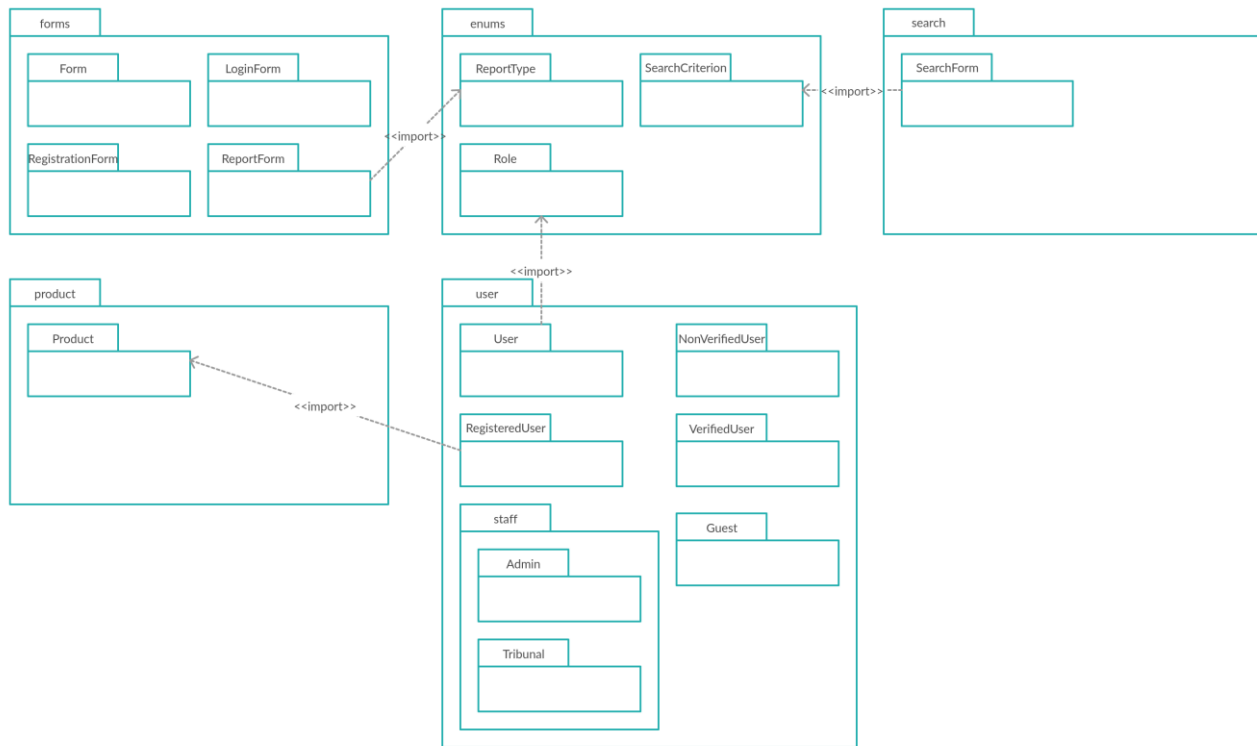 forms
enums
search
Form
LoginForm
ReportType
SearchCriterion
SearchForm
<<import>>
<<import>>
RegistrationForm
ReportForm
Role
<<import>>
product
user
Product
User
NonVerifiedUser
<<import>>
RegisteredUser
VerifiedUser
staff
Guest
Admin
Tribunal